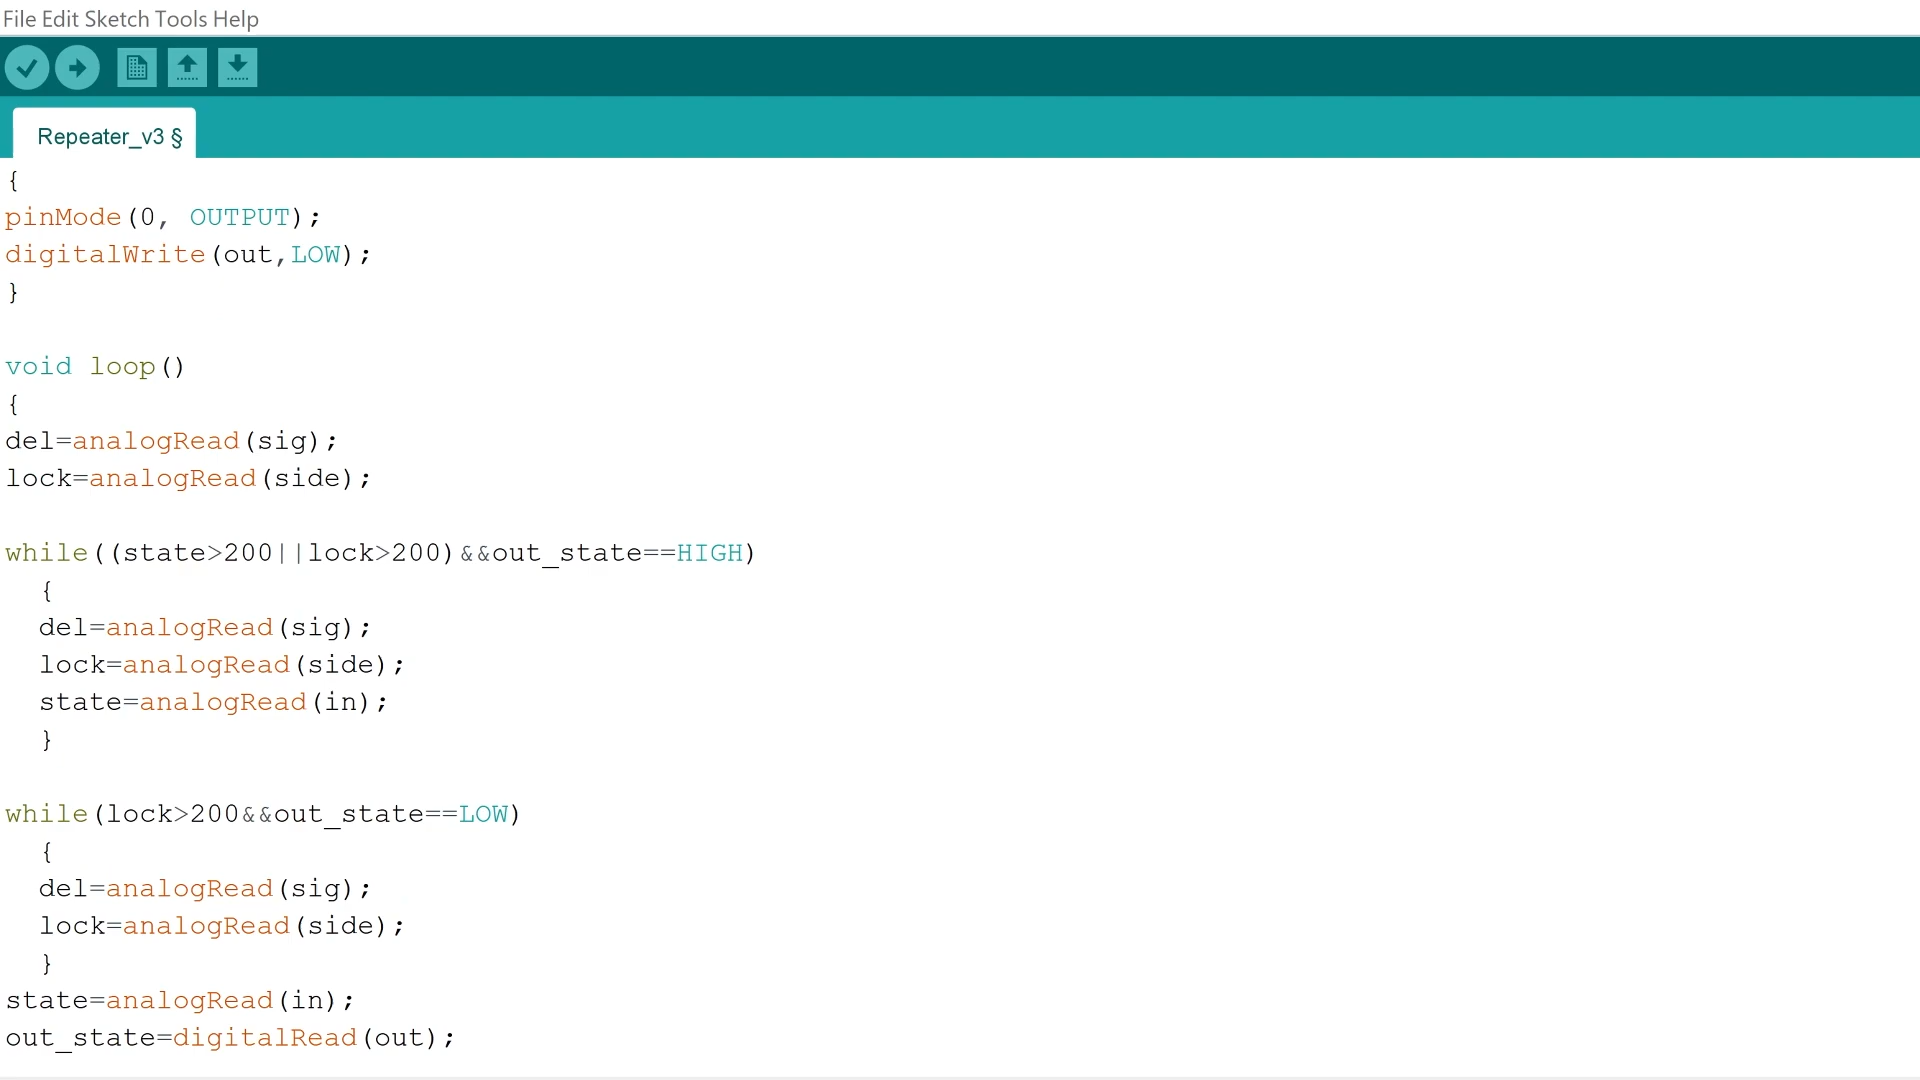 File Edit Sketch Tools Help
Repeater_v3 §
{
pinMode(0, OUTPUT);
digitalWrite(out,LOW);
}
void loop()
{
del=analogRead(sig);
lock=analogRead(side);
while((state>200||lock>200)&&out_state==HIGH)
{
del=analogRead(sig);
lock=analogRead(side);
state=analogRead(in);
}
while(lock>200&&out_state==LOW)
{
del=analogRead(sig);
lock=analogRead(side);
}
state=analogRead(in);
out_state=digitalRead(out);